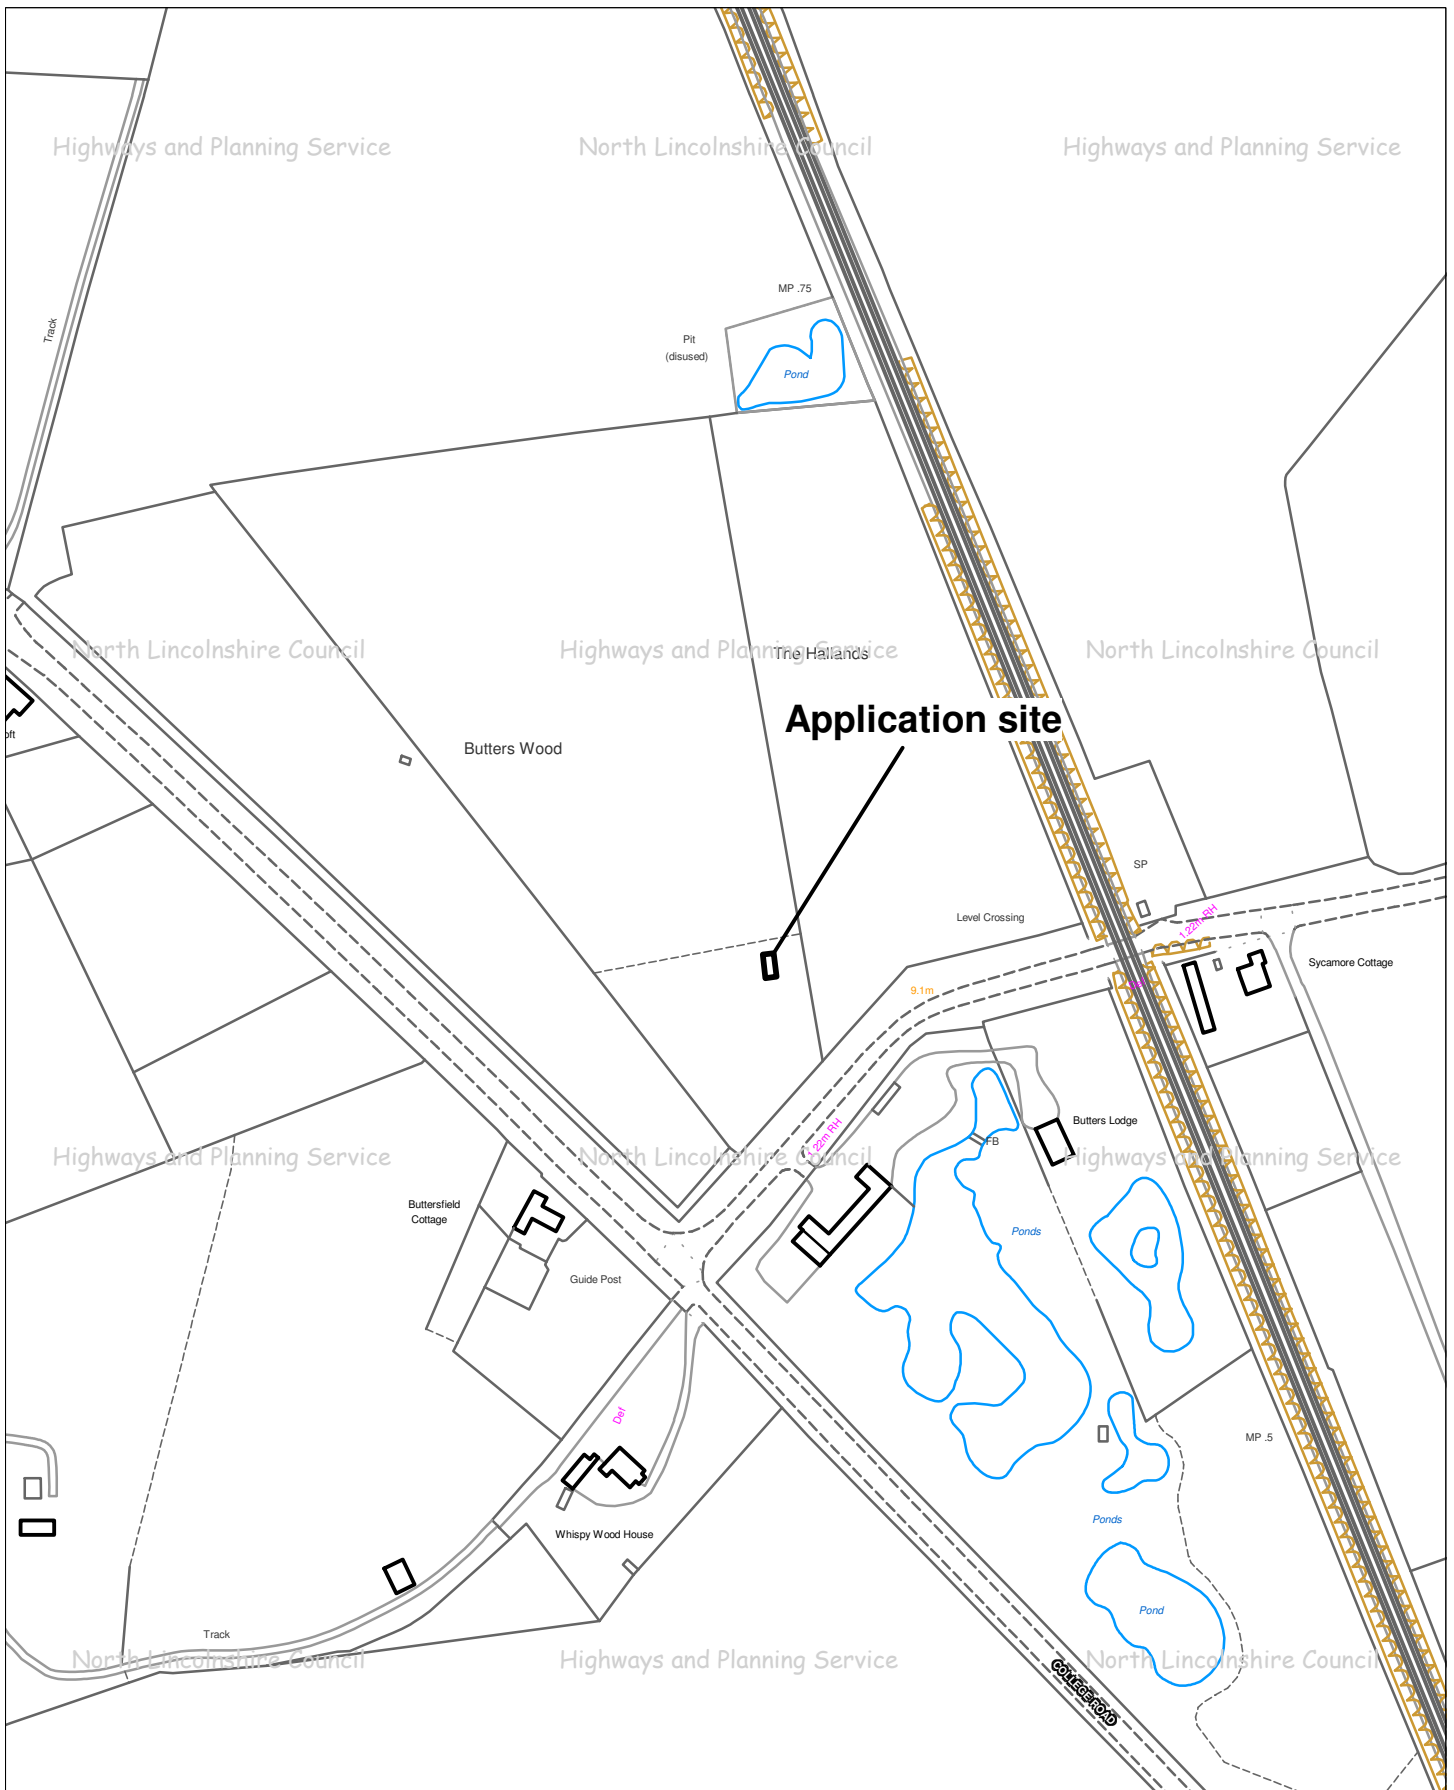 Highways and Planning Service
North Lincolnshire Council
Highways and Planning Service
MP .75
Track
Pit
(disused)
Pond
North Lincolnshire Council
Highways and Planning Service
The Hallands
North Lincolnshire Council
Application site
oft
Butters Wood
SP
Level Crossing
1.22m RH
Sycamore Cottage
9.1m
Butters Lodge
1.22m RH
FB
Highways and Planning Service
North Lincolnshire Council
Highways and Planning Service
Buttersfield
Cottage
Ponds
Guide Post
Def
MP .5
Ponds
Whispy Wood House
Pond
Track
North Lincolnshire Council
Highways and Planning Service
North Lincolnshire Council
COLLEGE ROAD